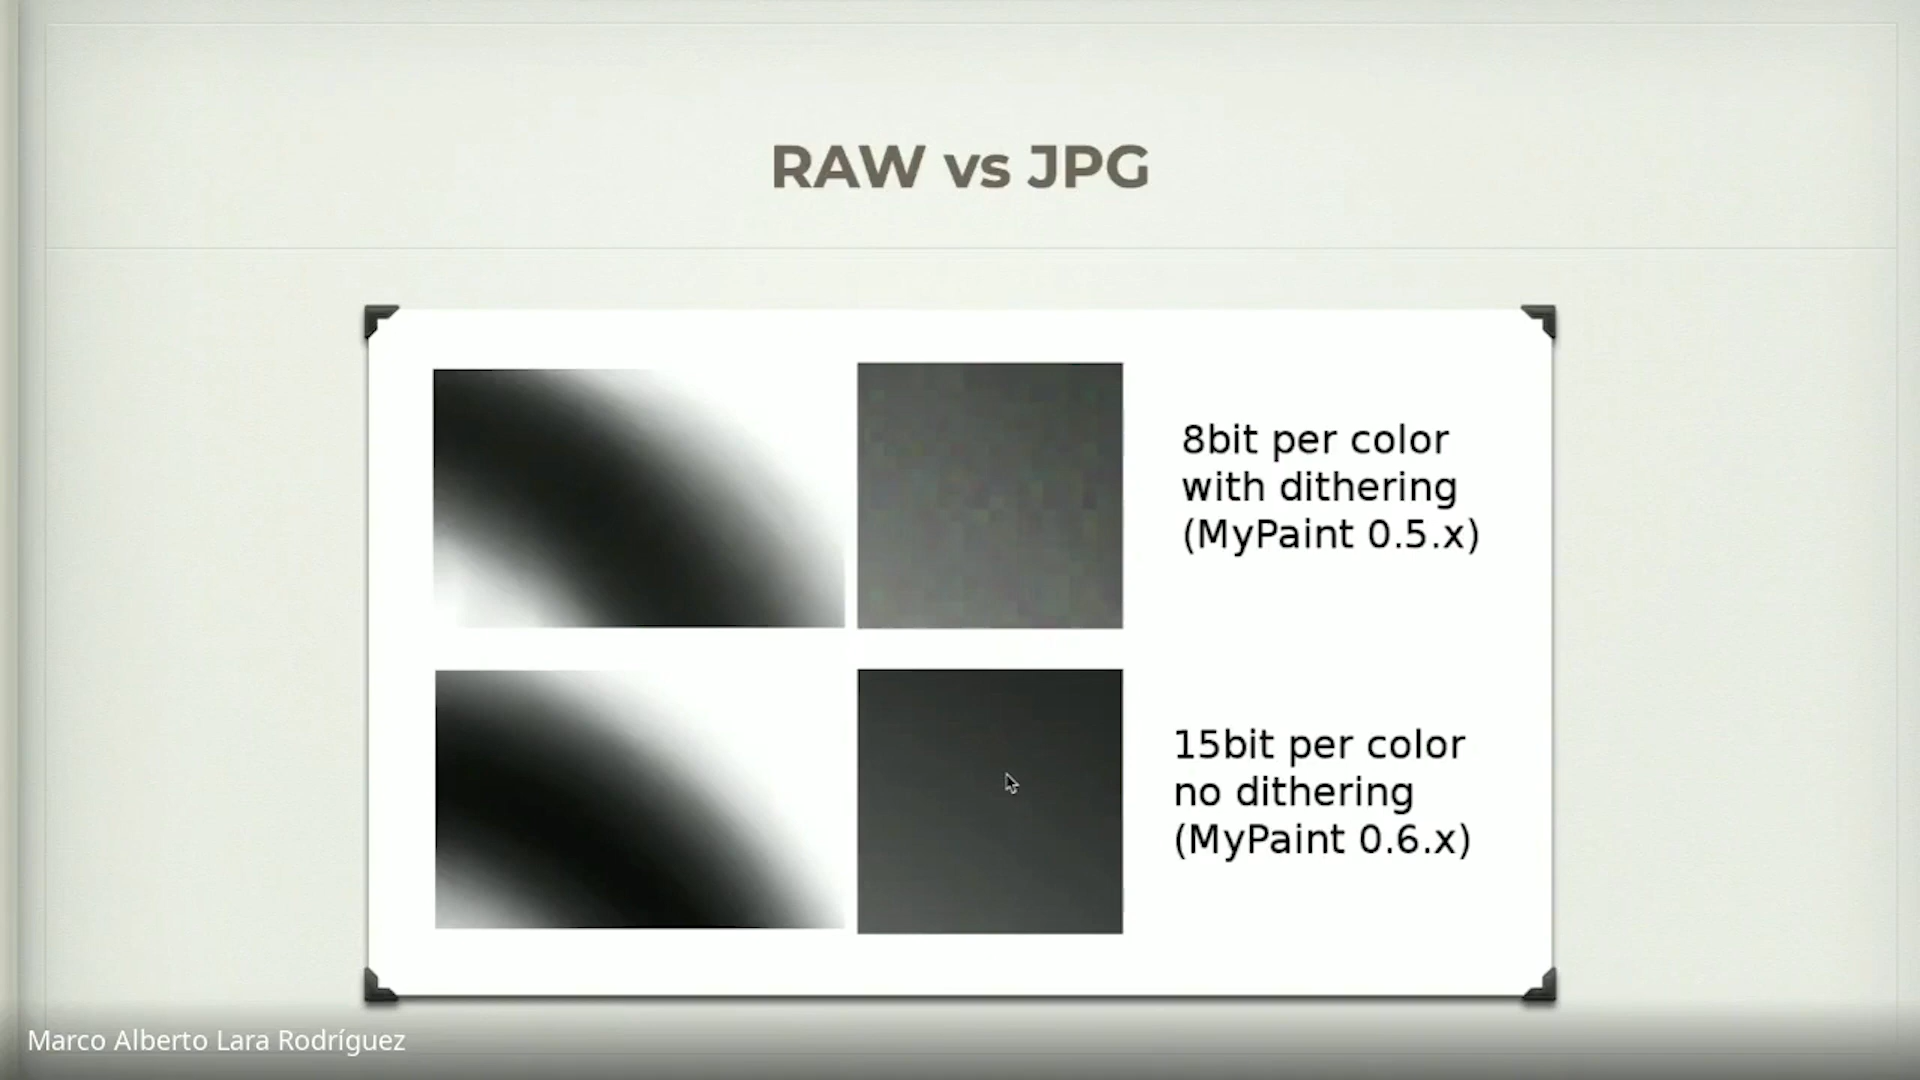 RAW vs JPG
8bit per color
with dithering
(MyPaint 0.5.x)
15bit per color
no dithering
(MyPaint 0.6.x)
Marco Alberto Lara Rodríguez